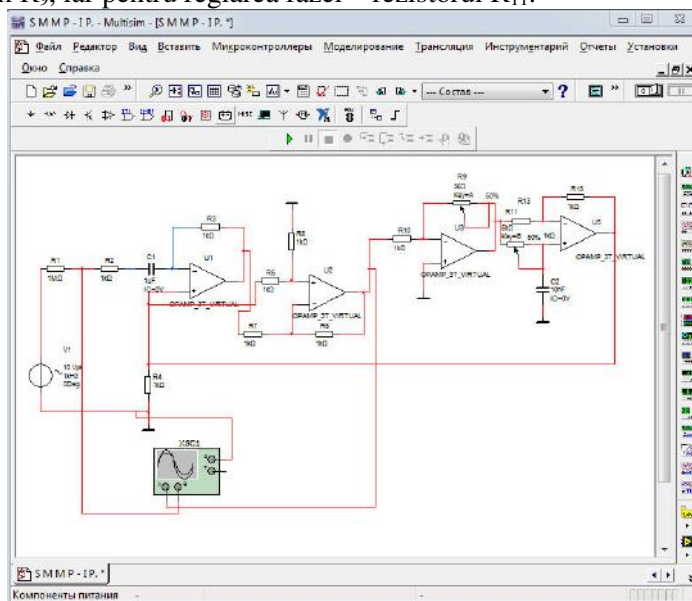 R9, iar pentru reglarea fazei – rezistorul R11.
S M M P - I P. - Multisim - [S M M P - I P. *]
Файл Редактор Вид Вставить Микроконтроллеры Моделирование Трансляция Инструментарий Отчеты Установки
Окно Справка
--- Состав ---
R1
1MΩ
R2
1kΩ
C1
1uF
IC=0V
R3
1kΩ
U1
OPAMP_3T_VIRTUAL
R4
1kΩ
R5
1kΩ
R8
1kΩ
U2
OPAMP_3T_VIRTUAL
R7
1kΩ
R6
1kΩ
R10
1kΩ
R9
Key=A
50%
U3
OPAMP_3T_VIRTUAL
R11
Key=B
50%
R13
1kΩ
1kΩ
U5
OPAMP_3T_VIRTUAL
C2
10nF
IC=0V
V1
1kHz
0Deg
XSC1
S M M P - I P. *
Компоненты питания